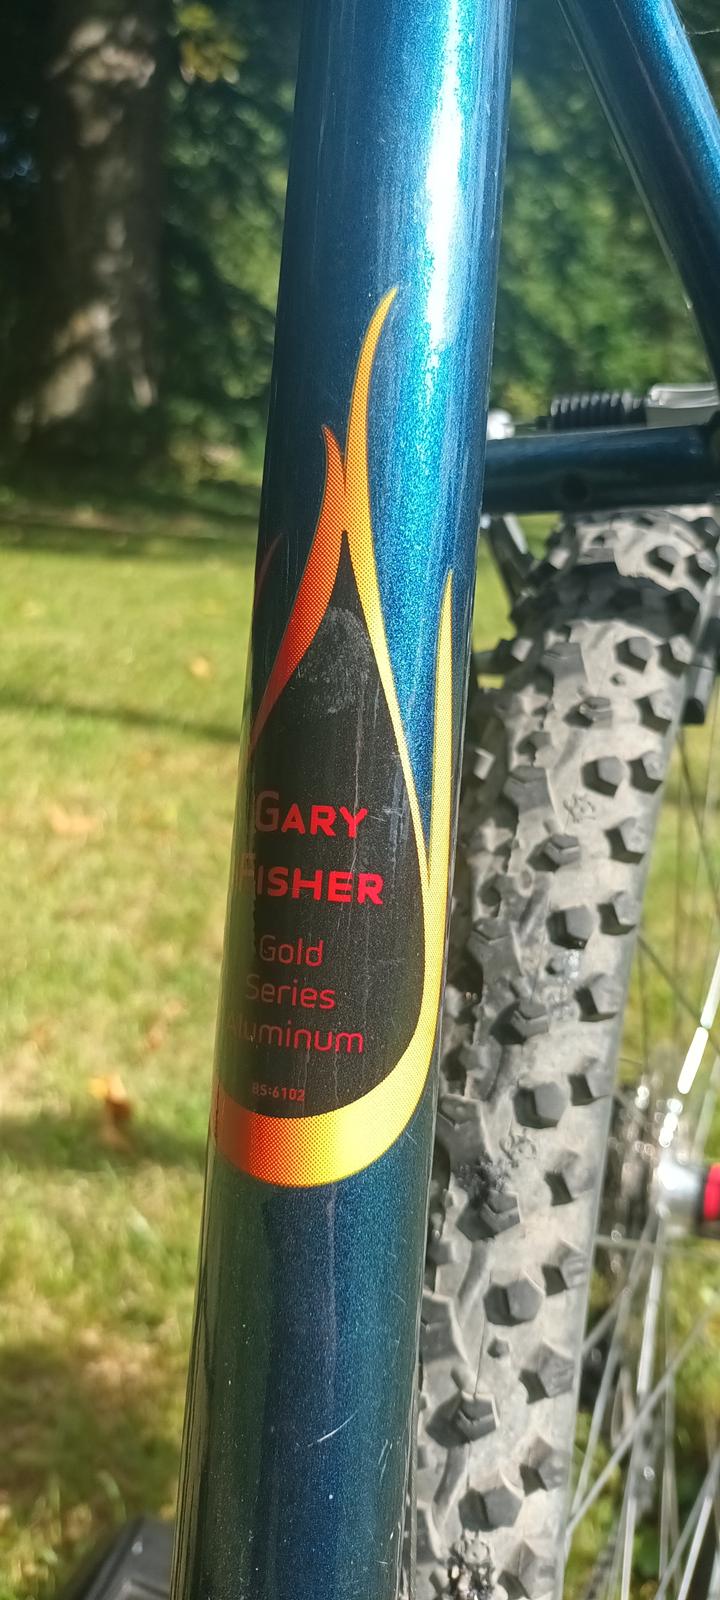 GARY
FISHER
Gold
Series
Aluminum
BS:6102